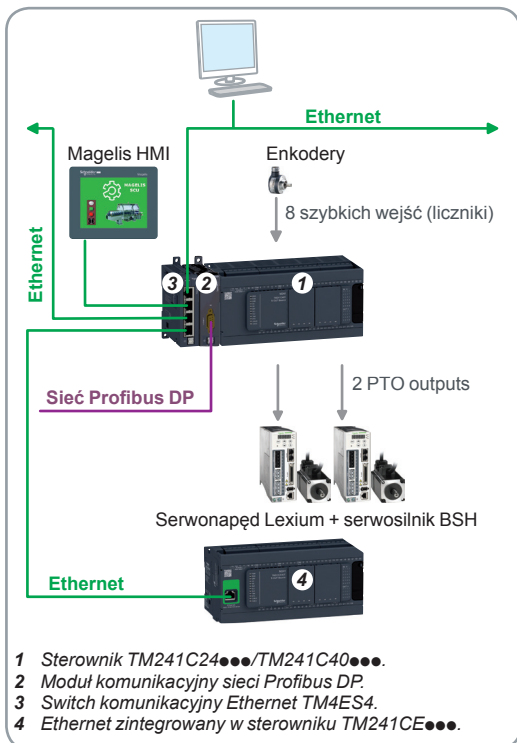 Ethernet
Magelis HMI
Enkodery
MAGELIS
ECU
8 szybkich wejść (liczniki)
Ethernet
3
2
1
2 PTO outputs
Sieć Profibus DP
Serwonapęd Lexium + serwosilnik BSH
Ethernet
4
1 Sterownik TM241C24●●●/TM241C40●●●.
2 Moduł komunikacyjny sieci Profibus DP.
3 Switch komunikacyjny Ethernet TM4ES4.
4 Ethernet zintegrowany w sterowniku TM241CE●●●.